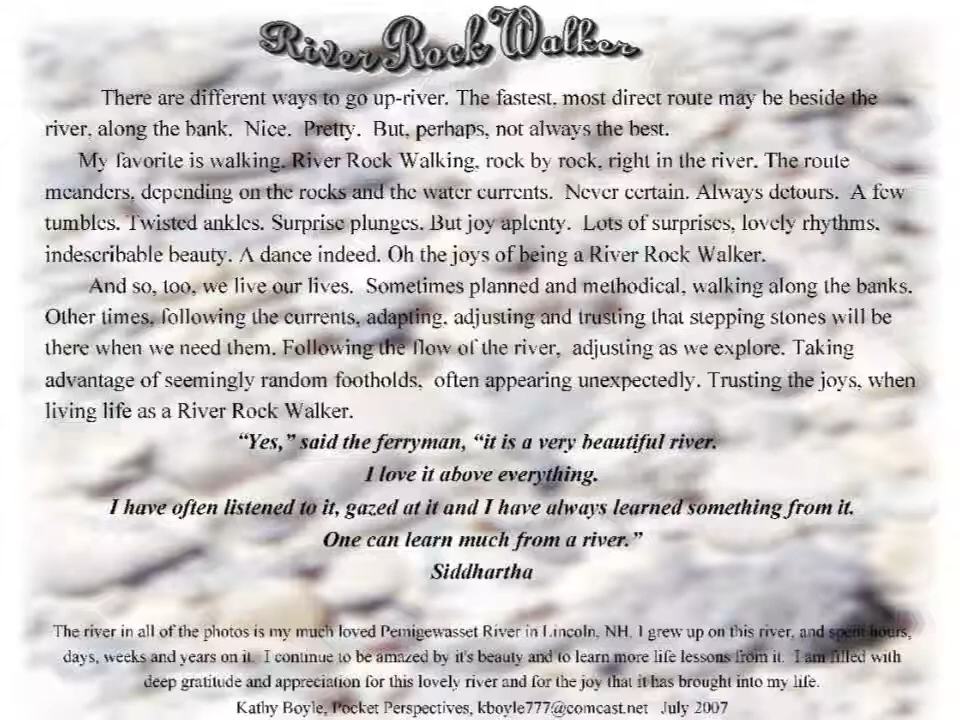 River Rock Walker
There are different ways to go up-river. The fastest, most direct route may be beside the
river, along the bank. Nice. Pretty. But, perhaps, not always the best.
My favorite is walking. River Rock Walking, rock by rock, right in the river. The route
meanders, depending on the rocks and the water currents. Never certain. Always detours. A few
tumbles. Twisted ankles. Surprise plunges. But joy aplenty. Lots of surprises, lovely rhythms,
indescribable beauty. A dance indeed. Oh the joys of being a River Rock Walker.
And so, too, we live our lives. Sometimes planned and methodical, walking along the banks.
Other times, following the currents, adapting, adjusting and trusting that stepping stones will be
there when we need them. Following the flow of the river, adjusting as we explore. Taking
advantage of seemingly random footholds, often appearing unexpectedly. Trusting the joys, when
living life as a River Rock Walker.
“Yes,” said the ferryman, “it is a very beautiful river.
I love it above everything.
I have often listened to it, gazed at it and I have always learned something from it.
One can learn much from a river.”
Siddhartha
The river in all of the photos is my much loved Pemigewasset River in Lincoln, NH. I grew up on this river, and spent hours,
days, weeks and years on it. I continue to be amazed by it's beauty and to learn more life lessons from it. I am filled with
deep gratitude and appreciation for this lovely river and for the joy that it has brought into my life.
Kathy Boyle, Pocket Perspectives, kboyle777@comcast.net July 2007